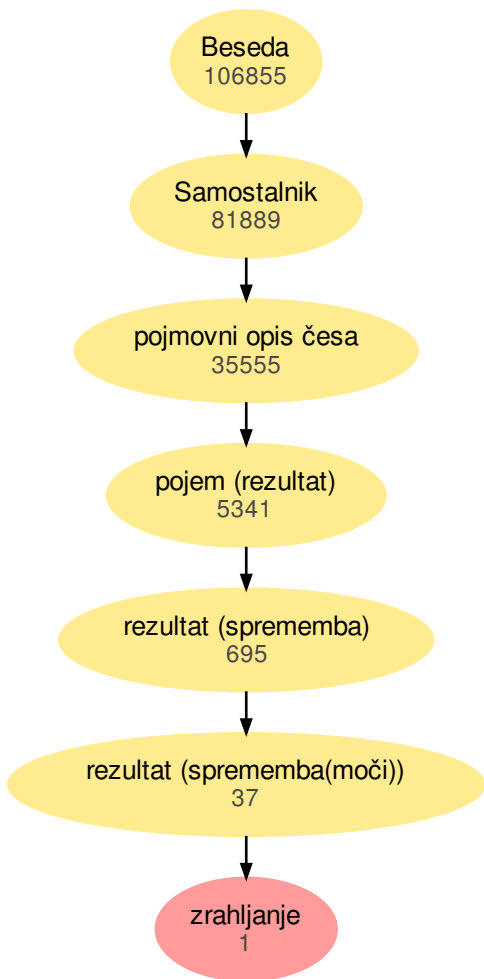 Beseda
106855
Samostalnik
81889
pojmovni opis česa
35555
pojem (rezultat)
5341
rezultat (sprememba)
695
rezultat (sprememba(moči))
37
zrahljanje
1